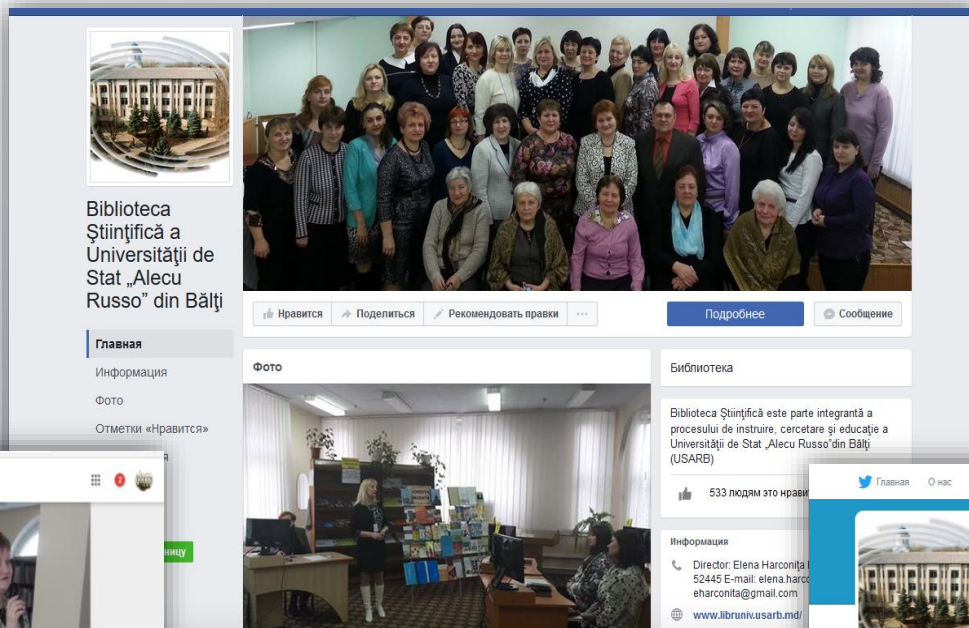 Biblioteca
Ştiinţifică a
Universităţii de
Stat „Alecu
Russo” din Bălţi
Главная
Информация
Фото
Отметки «Нравится»
я
ницу
2
Нравится
Поделиться
Рекомендовать правки
...
Подробнее
Сообщение
Фото
Библиотека
Biblioteca Ştiinţifică este parte integrantă a
procesului de instruire, cercetare şi educaţie a
Universităţii de Stat „Alecu Russo”din Bălţi
(USARB)
533 людям это нрави
Информация
Director: Elena Harconiţa
52445 E-mail: elena.harco
eharconita@gmail.com
www.libruniv.usarb.md/
Главная О нас